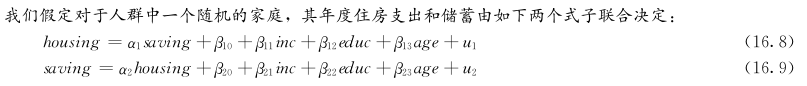 我们假定对于人群中一个随机的家庭，其年度住房支出和储蓄由如下两个式子联合决定：
housing = α₁saving + β₁₀ + β₁₁inc + β₁₂educ + β₁₃age + u₁ (16.8)
saving = α₂housing + β₂₀ + β₂₁inc + β₂₂educ + β₂₃age + u₂ (16.9)